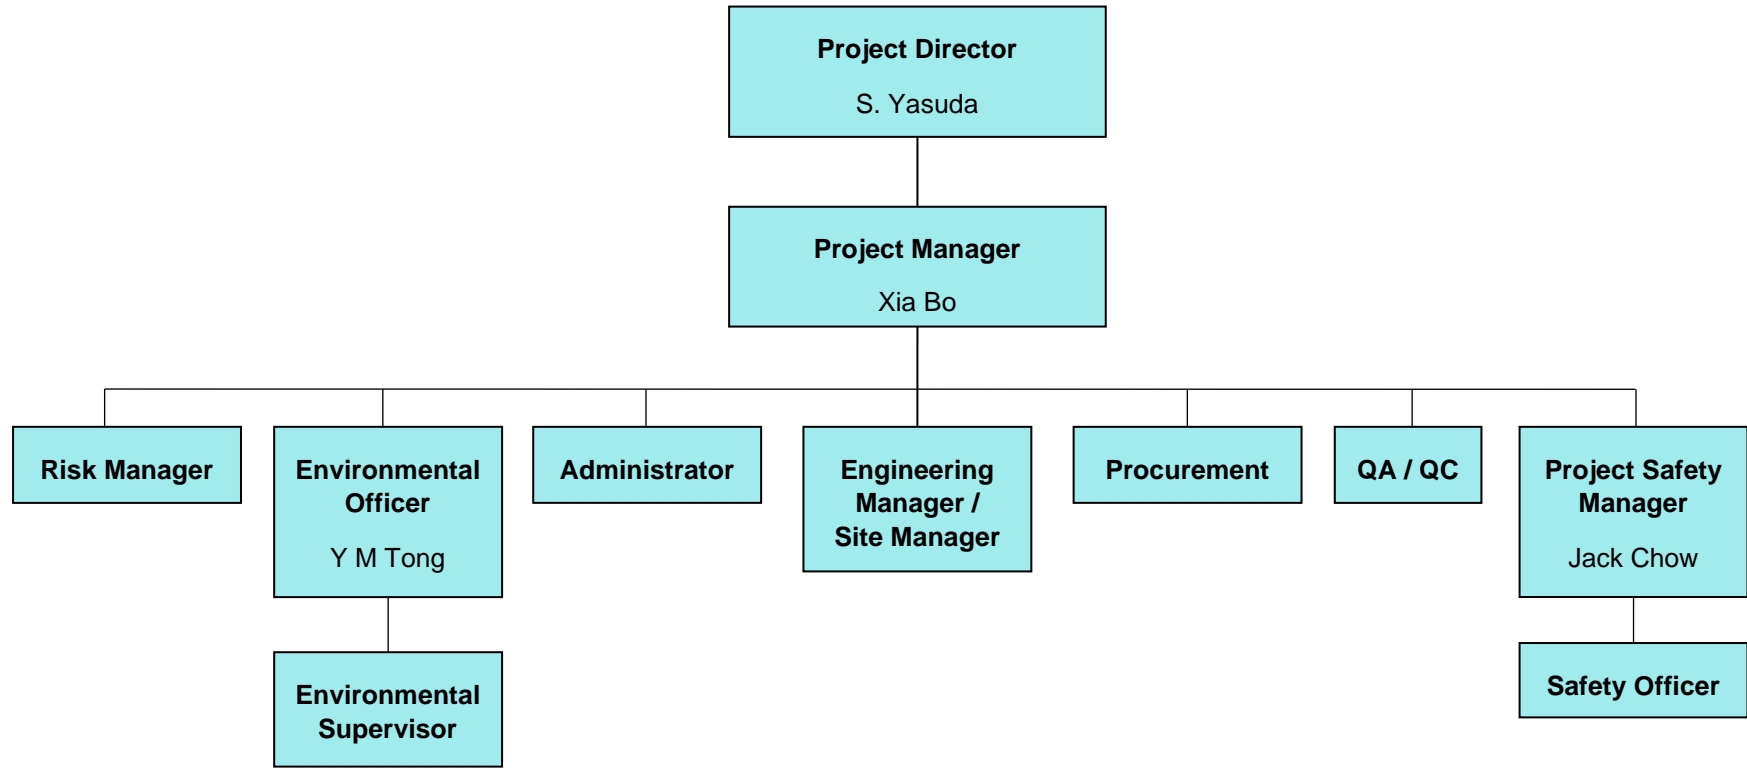 Project Director
S. Yasuda
Project Manager
Xia Bo
Risk Manager
Environmental
Officer
Y M Tong
Administrator
Engineering
Manager /
Site Manager
Procurement
QA / QC
Project Safety
Manager
Jack Chow
Environmental
Supervisor
Safety Officer